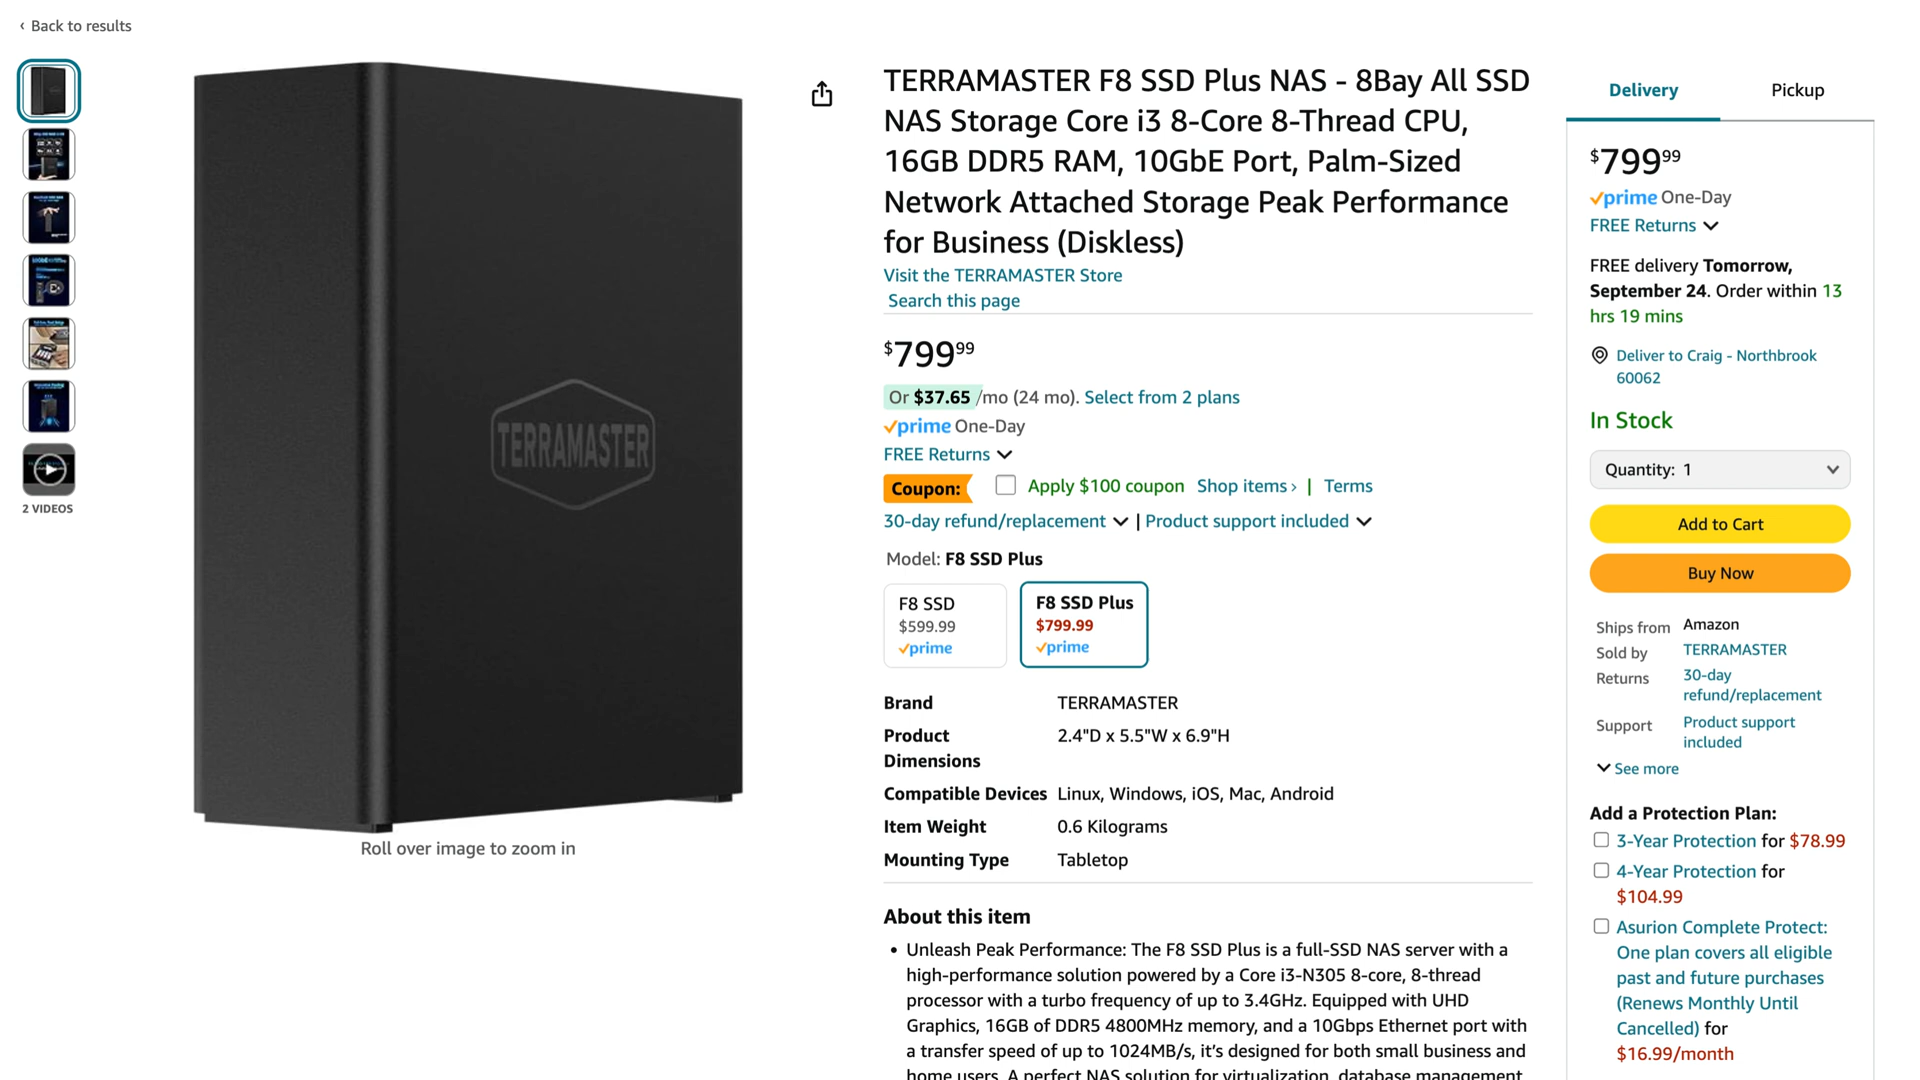 ‹ Back to results
2 VIDEOS
TERRAMASTER
Roll over image to zoom in
TERRAMASTER F8 SSD Plus NAS - 8Bay All SSD
NAS Storage Core i3 8-Core 8-Thread CPU,
16GB DDR5 RAM, 10GbE Port, Palm-Sized
Network Attached Storage Peak Performance
for Business (Diskless)
Visit the TERRAMASTER Store
Search this page
$799 99
Or $37.65 /mo (24 mo). Select from 2 plans
prime One-Day
FREE Returns
Coupon: Apply $100 coupon Shop items › | Terms
30-day refund/replacement | Product support included
Model: F8 SSD Plus
F8 SSD
$599.99
prime
F8 SSD Plus
$799.99
prime
Brand TERRAMASTER
Product Dimensions 2.4"D x 5.5"W x 6.9"H
Compatible Devices Linux, Windows, iOS, Mac, Android
Item Weight 0.6 Kilograms
Mounting Type Tabletop
About this item
• Unleash Peak Performance: The F8 SSD Plus is a full-SSD NAS server with a
high-performance solution powered by a Core i3-N305 8-core, 8-thread
processor with a turbo frequency of up to 3.4GHz. Equipped with UHD
Graphics, 16GB of DDR5 4800MHz memory, and a 10Gbps Ethernet port with
a transfer speed of up to 1024MB/s, it's designed for both small business and
home users. A perfect NAS solution for virtualization, database management,
Delivery Pickup
$799 99
prime One-Day
FREE Returns
FREE delivery Tomorrow,
September 24. Order within 13
hrs 19 mins
Deliver to Craig - Northbrook
60062
In Stock
Quantity: 1
Add to Cart
Buy Now
Ships from Amazon
Sold by TERRAMASTER
Returns 30-day
refund/replacement
Support Product support
included
See more
Add a Protection Plan:
3-Year Protection for $78.99
4-Year Protection for
$104.99
Asurion Complete Protect:
One plan covers all eligible
past and future purchases
(Renews Monthly Until
Cancelled) for
$16.99/month